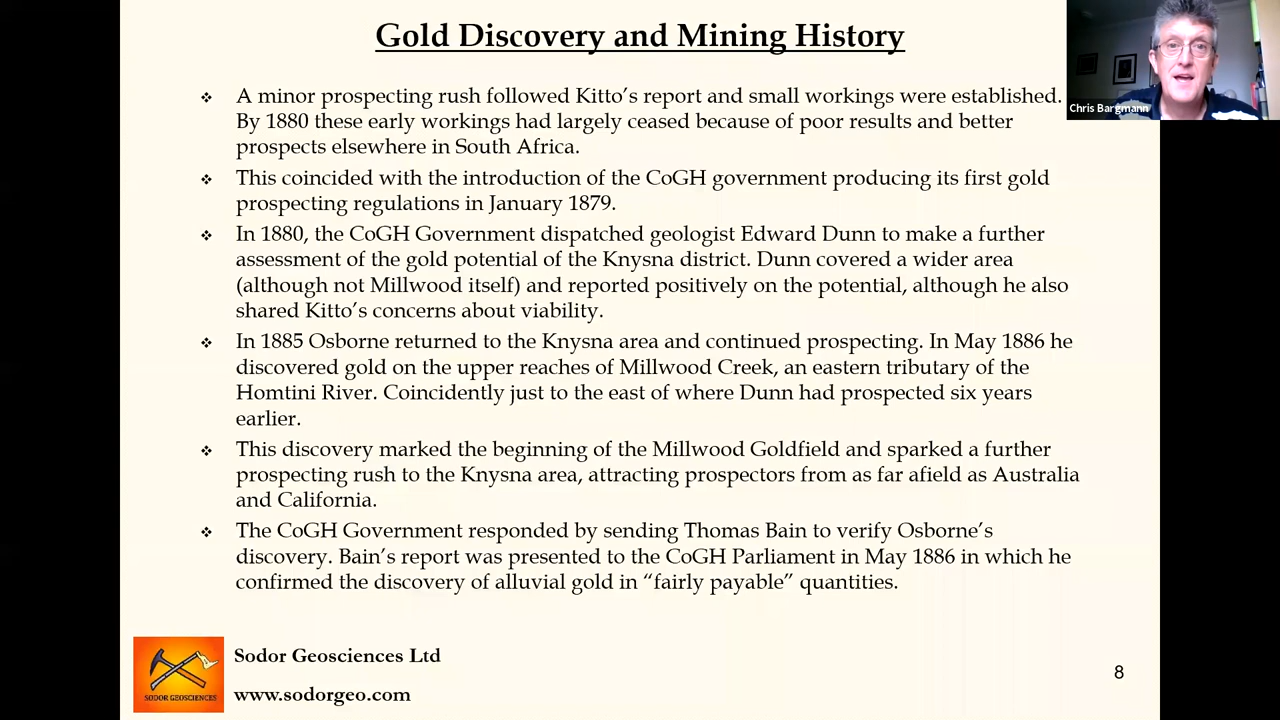 Gold Discovery and Mining History
A minor prospecting rush followed Kitto's report and small workings were established.
By 1880 these early workings had largely ceased because of poor results and better
prospects elsewhere in South Africa.
This coincided with the introduction of the CoGH government producing its first gold
prospecting regulations in January 1879.
In 1880, the CoGH Government dispatched geologist Edward Dunn to make a further
assessment of the gold potential of the Knysna district. Dunn covered a wider area
(although not Millwood itself) and reported positively on the potential, although he also
shared Kitto's concerns about viability.
In 1885 Osborne returned to the Knysna area and continued prospecting. In May 1886 he
discovered gold on the upper reaches of Millwood Creek, an eastern tributary of the
Homtini River. Coincidently just to the east of where Dunn had prospected six years
earlier.
This discovery marked the beginning of the Millwood Goldfield and sparked a further
prospecting rush to the Knysna area, attracting prospectors from as far afield as Australia
and California.
The CoGH Government responded by sending Thomas Bain to verify Osborne's
discovery. Bain's report was presented to the CoGH Parliament in May 1886 in which he
confirmed the discovery of alluvial gold in “fairly payable” quantities.
Chris Bargmann
SODOR GEOSCIENCES
Sodor Geosciences Ltd
www.sodorgeo.com
8